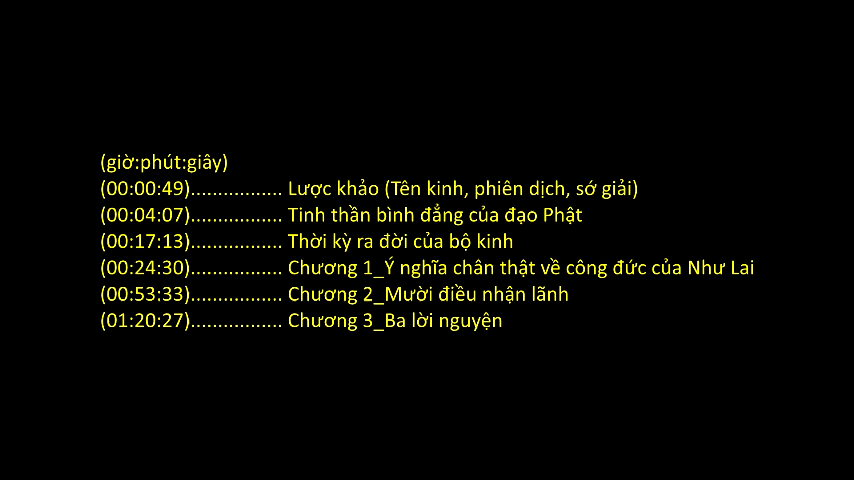 (giờ:phút:giây)
(00:00:49)................. Lược khảo (Tên kinh, phiên dịch, sớ giải)
(00:04:07)................. Tinh thần bình đẳng của đạo Phật
(00:17:13)................. Thời kỳ ra đời của bộ kinh
(00:24:30)................. Chương 1_Ý nghĩa chân thật về công đức của Như Lai
(00:53:33)................. Chương 2_Mười điều nhận lãnh
(01:20:27)................. Chương 3_Ba lời nguyện